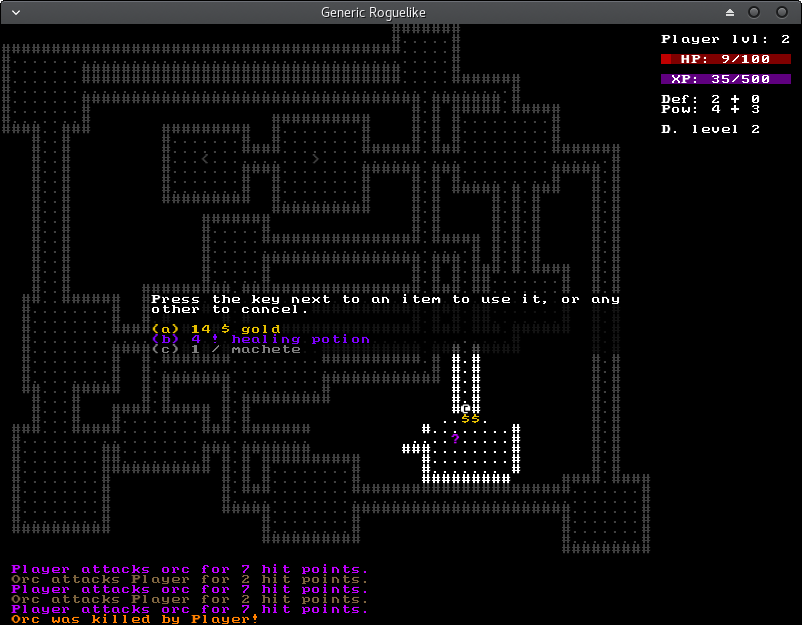 Generic Roguelike
Player lvl: 2
HP: 9/100
XP: 35/500
Def: 2 + 0
Pow: 4 + 3
D. level 2
Press the key next to an item to use it, or any
other to cancel.
(a) 14 $ gold
(b) 4 ! healing potion
(c) 1 / machete
Player attacks orc for 7 hit points.
Orc attacks Player for 2 hit points.
Player attacks orc for 7 hit points.
Orc attacks Player for 2 hit points.
Player attacks orc for 7 hit points.
Orc was killed by Player!